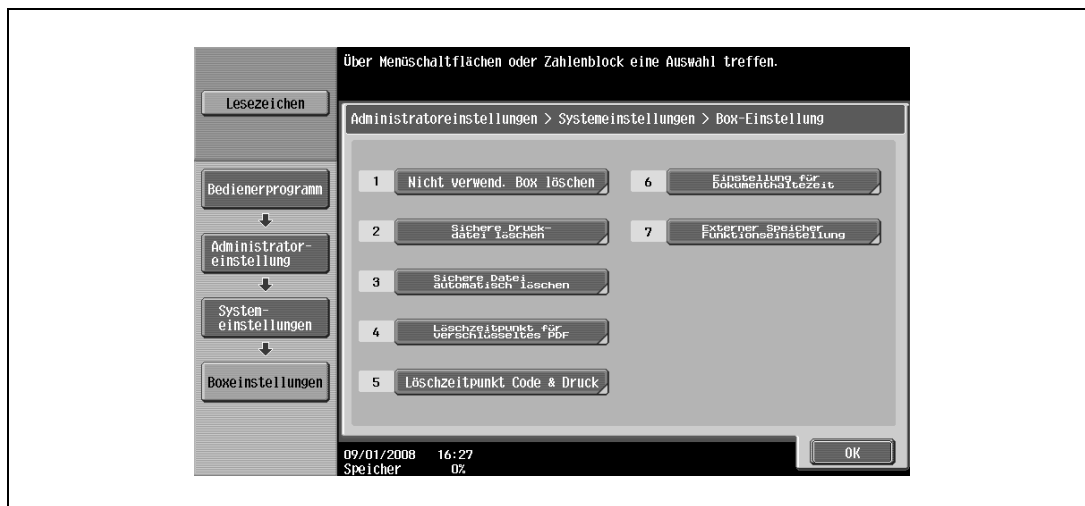 Über Menüschaltflächen oder Zahlenblock eine Auswahl treffen.
Lesezeichen
Administratoreinstellungen > Systemeinstellungen > Box-Einstellung
Bedienerprogramm
Administrator-
einstellung
System-
einstellungen
Boxeinstellungen
1 Nicht verwend. Box löschen
2 Sichere Druck-
datei löschen
3 Sichere Datei
automatisch löschen
4 Löschzeitpunkt für
verschlüsseltes PDF
5 Löschzeitpunkt Code & Druck
6 Einstellung für
Dokumenthaltezeit
7 Externer Speicher
Funktionseinstellung
09/01/2008 16:27
Speicher 0%
OK